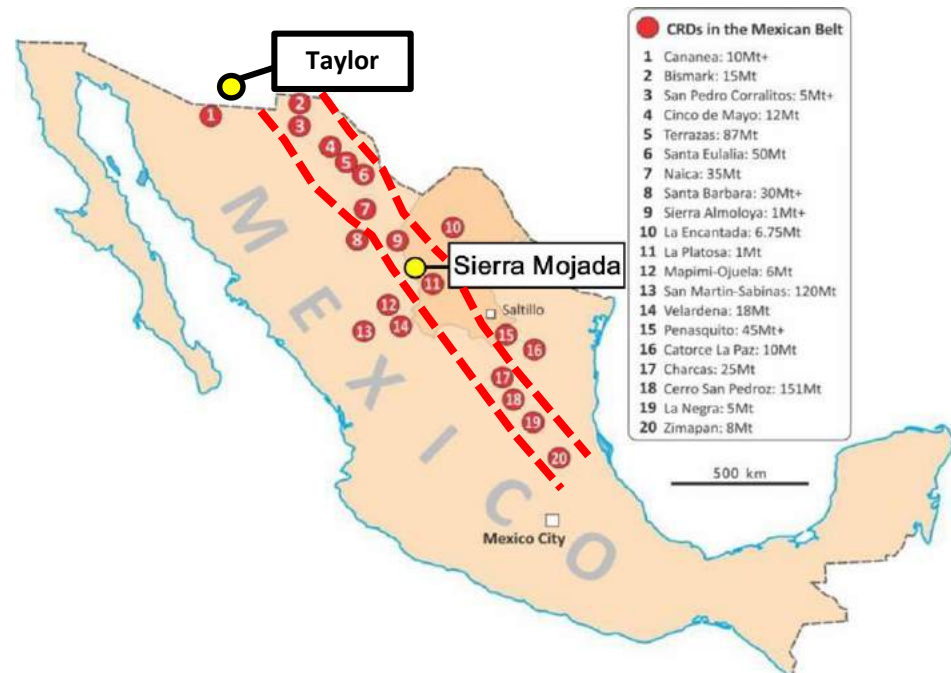 Taylor
CRDs in the Mexican Belt
1 Cananea: 10Mt+
2 Bismark: 15Mt
3 San Pedro Corralitos: 5Mt+
4 Cinco de Mayo: 12Mt
5 Terrazas: 87Mt
6 Santa Eulalia: 50Mt
7 Naica: 35Mt
8 Santa Barbara: 30Mt+
9 Sierra Almoloya: 1Mt+
10 La Encantada: 6.75Mt
11 La Platosa: 1Mt
12 Mapimi-Ojuela: 6Mt
13 San Martin-Sabinas: 120Mt
14 Velardena: 18Mt
15 Penasquito: 45Mt+
16 Catorce La Paz: 10Mt
17 Charcas: 25Mt
18 Cerro San Pedroz: 151Mt
19 La Negra: 5Mt
20 Zimapan: 8Mt
500 km
1
2
3
4
5
6
7
8
9
10
Sierra Mojada
11
12
13
14
Saltillo
15
16
17
18
19
20
MEXICO
Mexico City